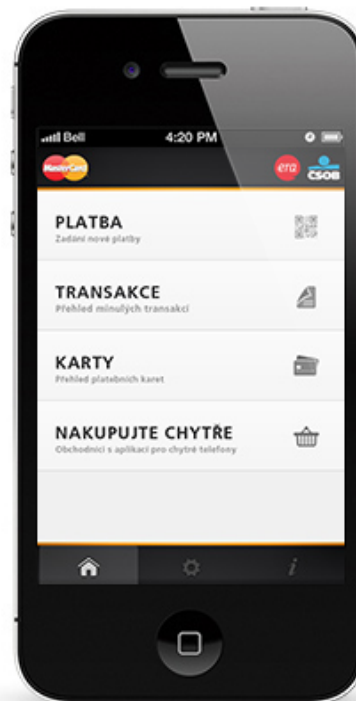 Bell 4:20 PM
MasterCard era ČSOB
PLATBA
Zadání nové platby
TRANSAKCE
Přehled minulých transakcí
KARTY
Přehled platebních karet
NAKUPUJTE CHYTŘE
Obchodníci s aplikací pro chytré telefony
i